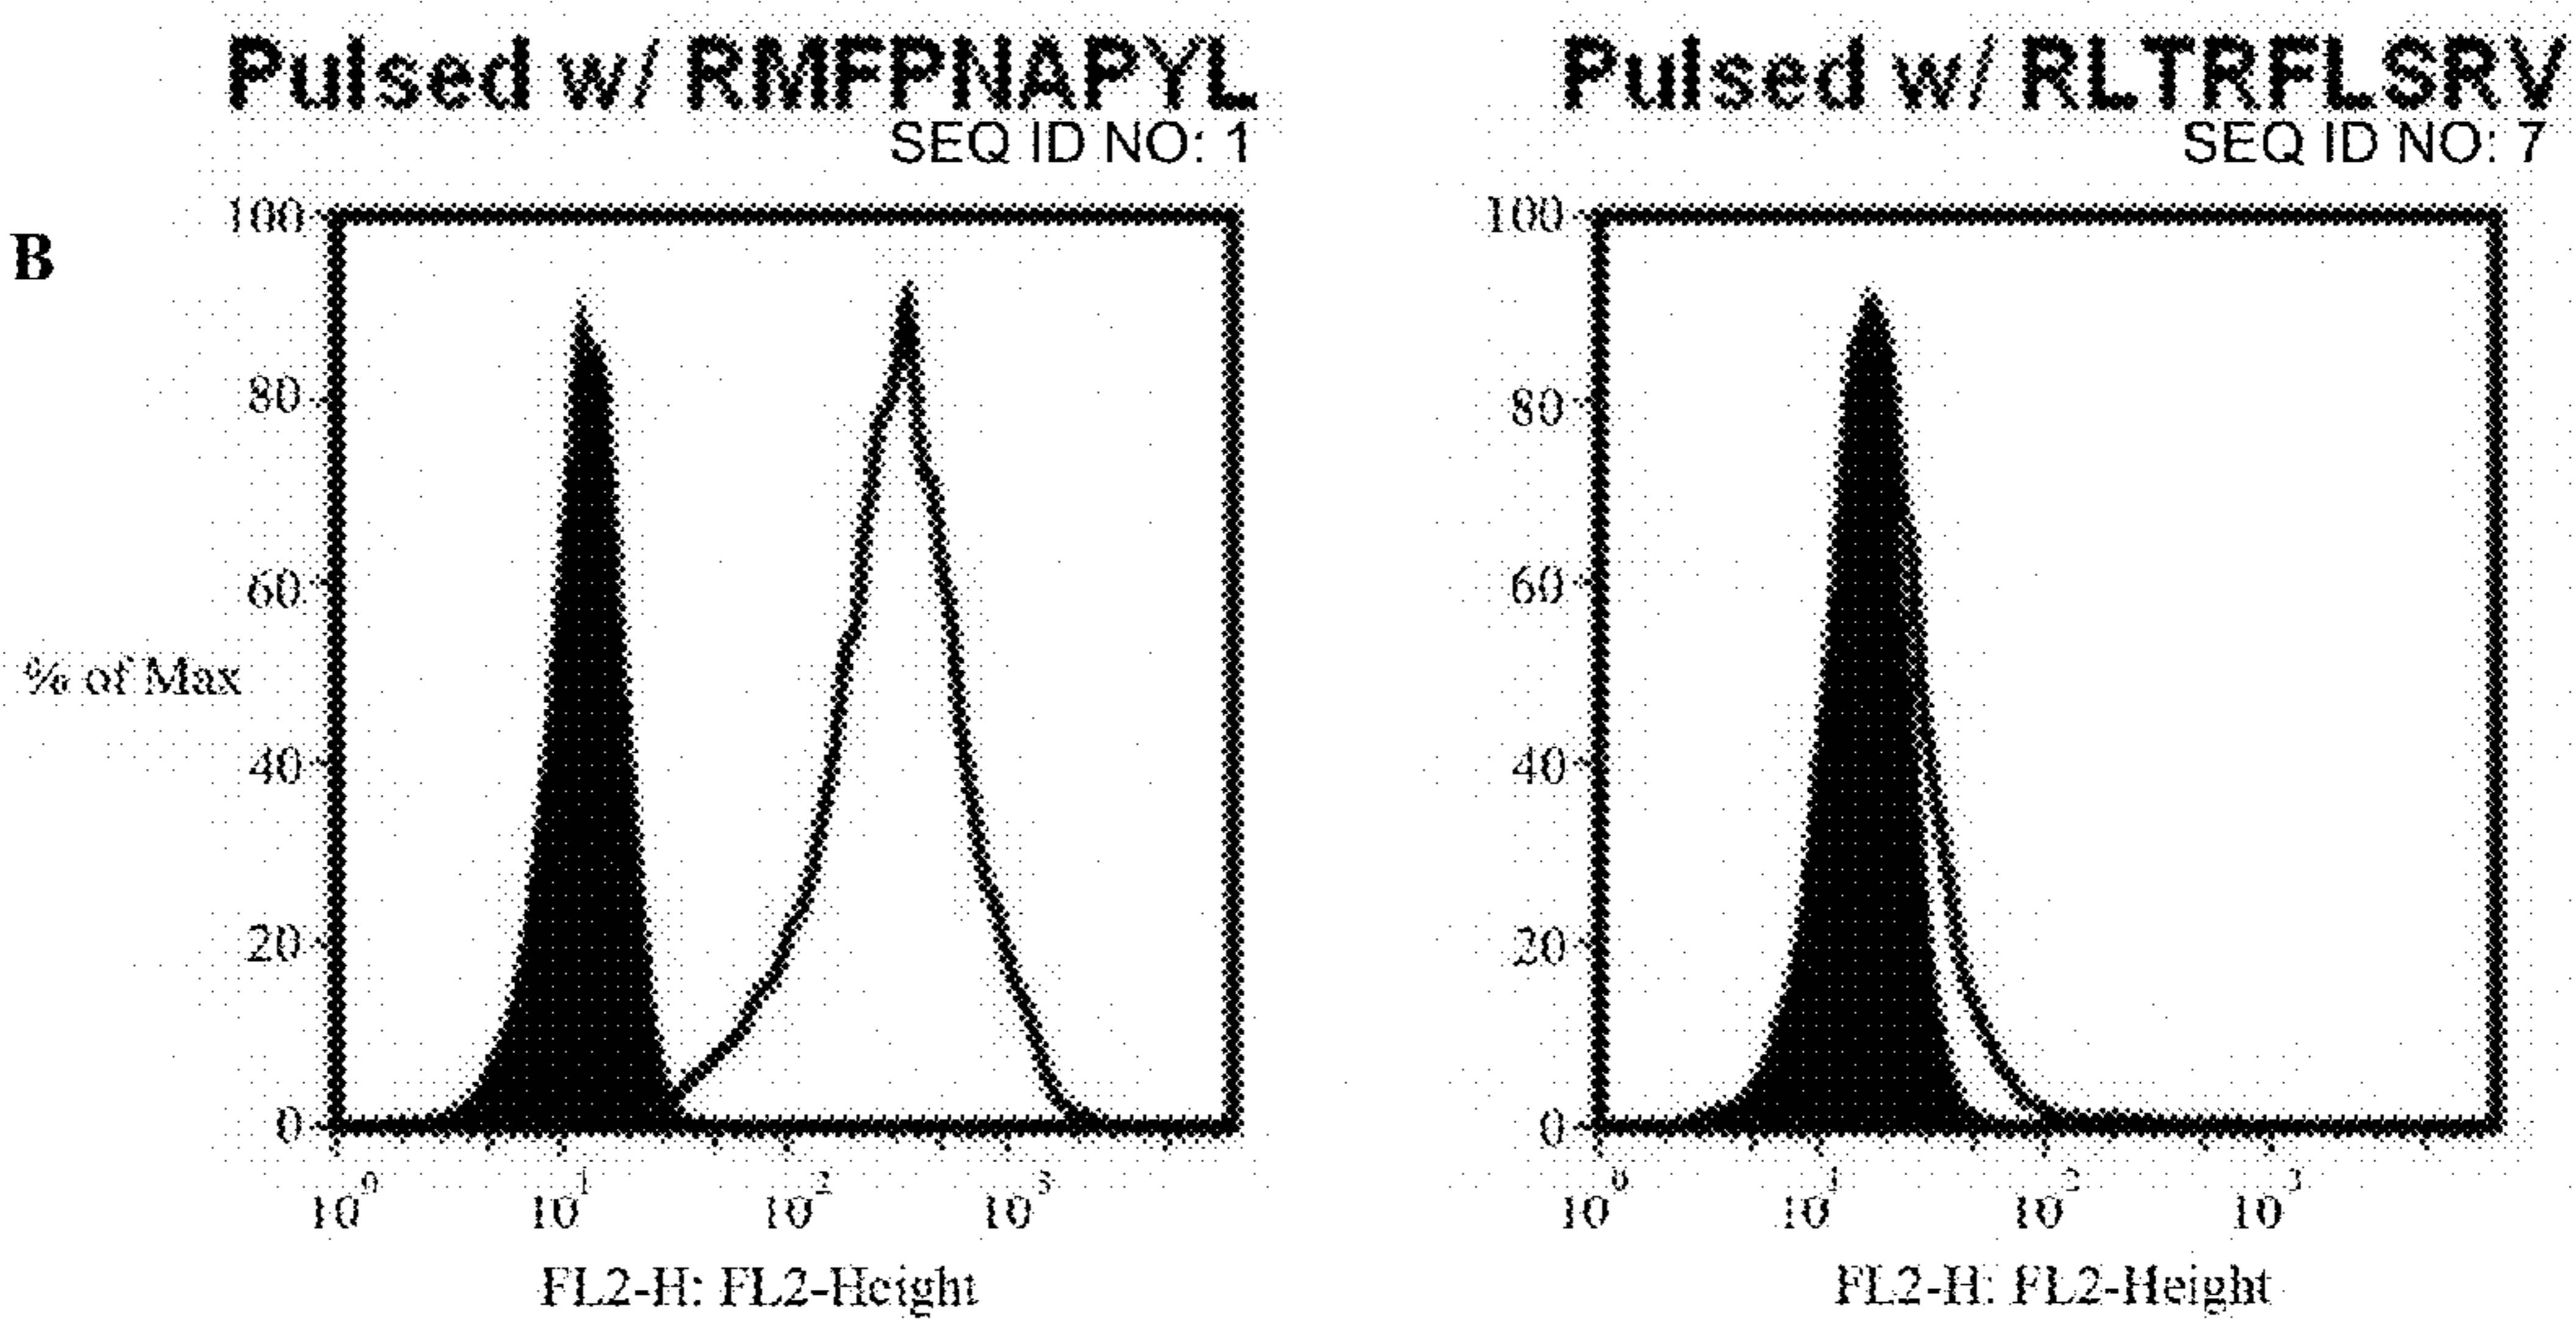 Pulsed w/ RMFPNAPYL
SEQ ID NO: 1
Pulsed w/ RLTRFLSRV
SEQ ID NO: 7
B
% of Max
100
80
60
40
20
0
10^0 10^1 10^2 10^3
FL2-H: FL2-Height
100
80
60
40
20
0
10^0 10^1 10^2 10^3
FL2-H: FL2-Height